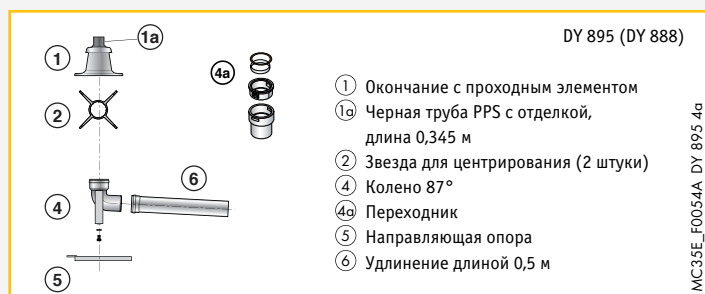 DY 895 (DY 888)
1 1a
4a
2
6
4
5
① Окончание с проходным элементом
1a Черная труба PPS с отделкой,
длина 0,345 м
② Звезда для центрирования (2 штуки)
④ Колено 87°
4a Переходник
⑤ Направляющая опора
⑥ Удлинение длиной 0,5 м
MC35E_F0054A DY 895 4a